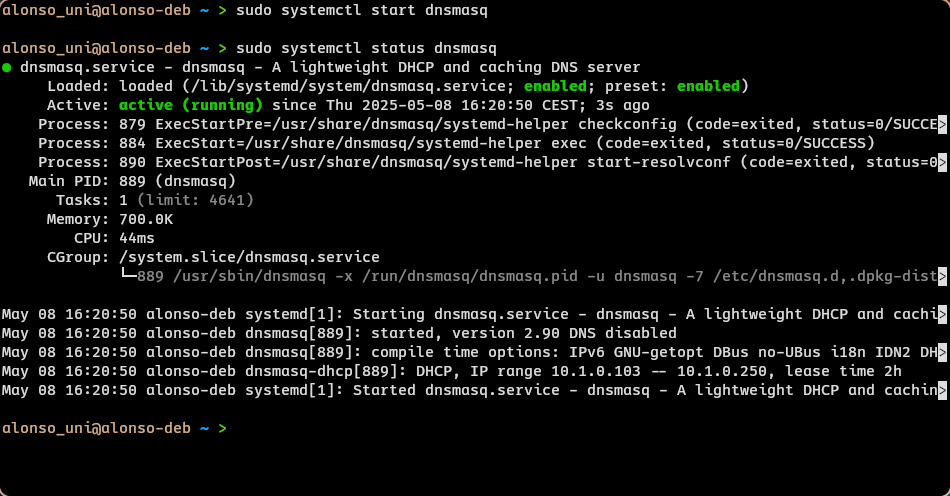 alonso_uni@alonso-deb ~ > sudo systemctl start dnsmasq
alonso_uni@alonso-deb ~ > sudo systemctl status dnsmasq
● dnsmasq.service - dnsmasq - A lightweight DHCP and caching DNS server
Loaded: loaded (/lib/systemd/system/dnsmasq.service; enabled; preset: enabled)
Active: active (running) since Thu 2025-05-08 16:20:50 CEST; 3s ago
Process: 879 ExecStartPre=/usr/share/dnsmasq/systemd-helper checkconfig (code=exited, status=0/SUCCE>
Process: 884 ExecStart=/usr/share/dnsmasq/systemd-helper exec (code=exited, status=0/SUCCESS)
Process: 890 ExecStartPost=/usr/share/dnsmasq/systemd-helper start-resolvconf (code=exited, status=0>
Main PID: 889 (dnsmasq)
Tasks: 1 (limit: 4641)
Memory: 700.0K
CPU: 44ms
CGroup: /system.slice/dnsmasq.service
└─889 /usr/sbin/dnsmasq -x /run/dnsmasq/dnsmasq.pid -u dnsmasq -7 /etc/dnsmasq.d,.dpkg-dist>
May 08 16:20:50 alonso-deb systemd[1]: Starting dnsmasq.service - dnsmasq - A lightweight DHCP and cachi>
May 08 16:20:50 alonso-deb dnsmasq[889]: started, version 2.90 DNS disabled
May 08 16:20:50 alonso-deb dnsmasq[889]: compile time options: IPv6 GNU-getopt DBus no-UBus i18n IDN2 DH>
May 08 16:20:50 alonso-deb dnsmasq-dhcp[889]: DHCP, IP range 10.1.0.103 -- 10.1.0.250, lease time 2h
May 08 16:20:50 alonso-deb systemd[1]: Started dnsmasq.service - dnsmasq - A lightweight DHCP and cachin>
alonso_uni@alonso-deb ~ >